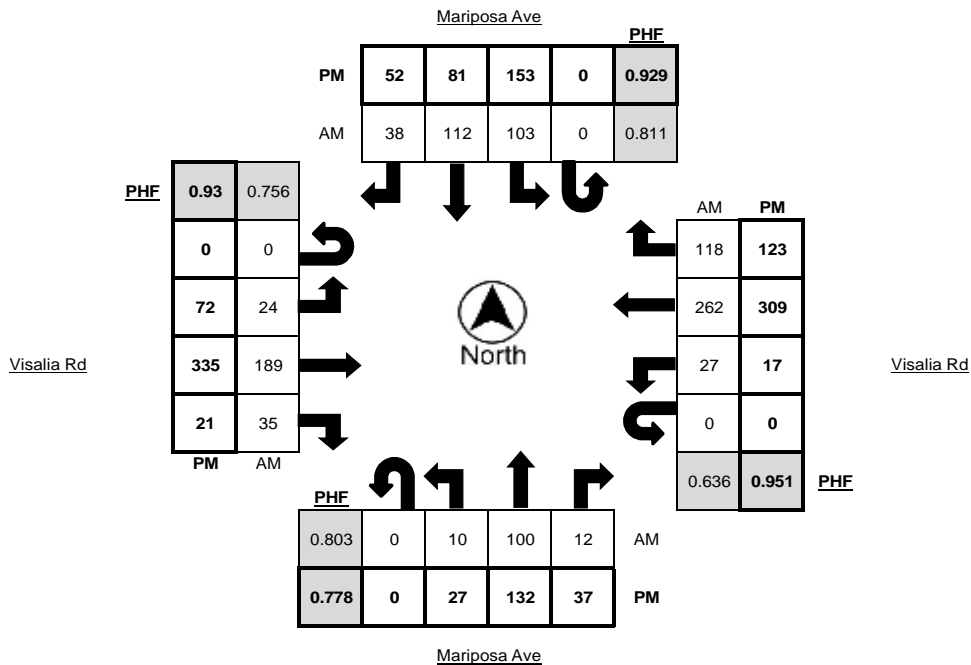 Mariposa Ave
PHF
PM 52 81 153 0 0.929
AM 38 112 103 0 0.811
PHF 0.93 0.756
AM PM
0 0
118 123
72 24
262 309
North
Visalia Rd 335 189
27 17 Visalia Rd
21 35
0 0
PM AM
0.636 0.951 PHF
PHF
0.803 0 10 100 12 AM
0.778 0 27 132 37 PM
Mariposa Ave